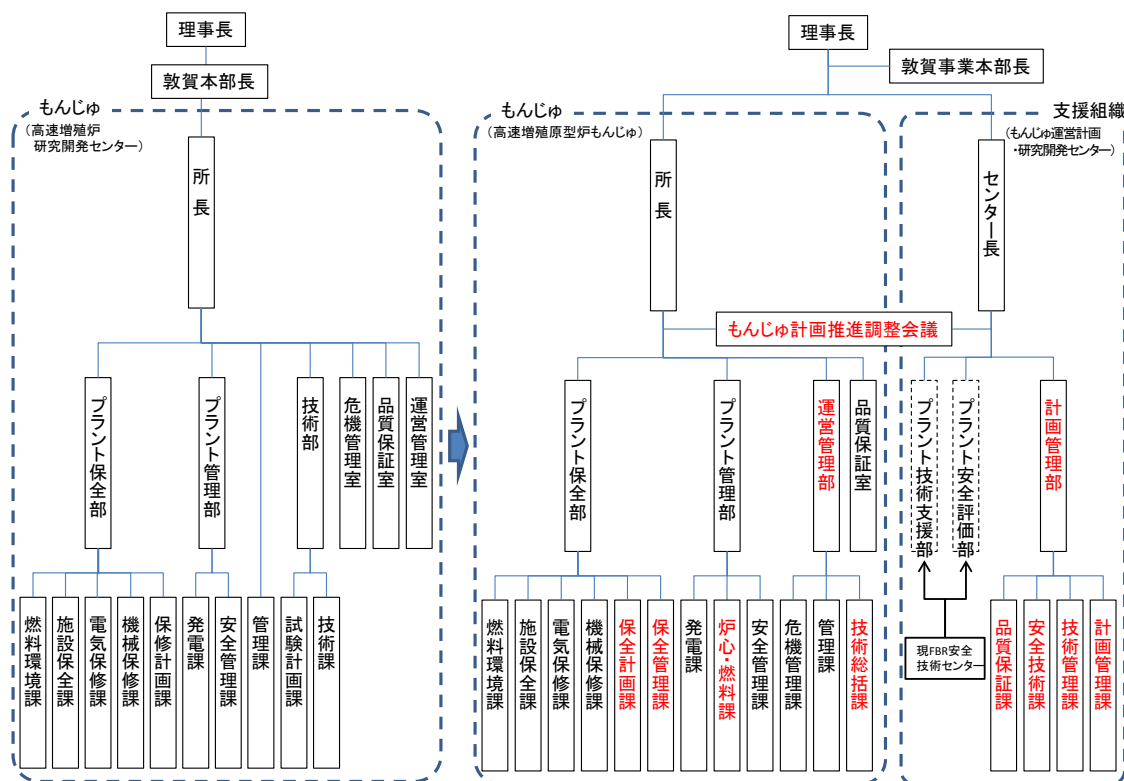 理事長
敦賀本部長
もんじゅ
（高速増殖炉
研究開発センター）
所長
プラント保全部
プラント管理部
技術部
危機管理室
品質保証室
運営管理室
燃料環境課
施設保全課
電気保修課
機械保修課
保修計画課
発電課
安全管理課
管理課
試験計画課
技術課
理事長
敦賀事業本部長
もんじゅ
（高速増殖原型炉もんじゅ）
所長
もんじゅ計画推進調整会議
プラント保全部
プラント管理部
運営管理部
品質保証室
燃料環境課
施設保全課
電気保修課
機械保修課
保全計画課
保全管理課
発電課
炉心・燃料課
安全管理課
危機管理課
管理課
技術総括課
支援組織
（もんじゅ運営計画
・研究開発センター）
センター長
プラント技術支援部
プラント安全評価部
計画管理部
現FBR安全
技術センター
品質保証課
安全技術課
技術管理課
計画管理課